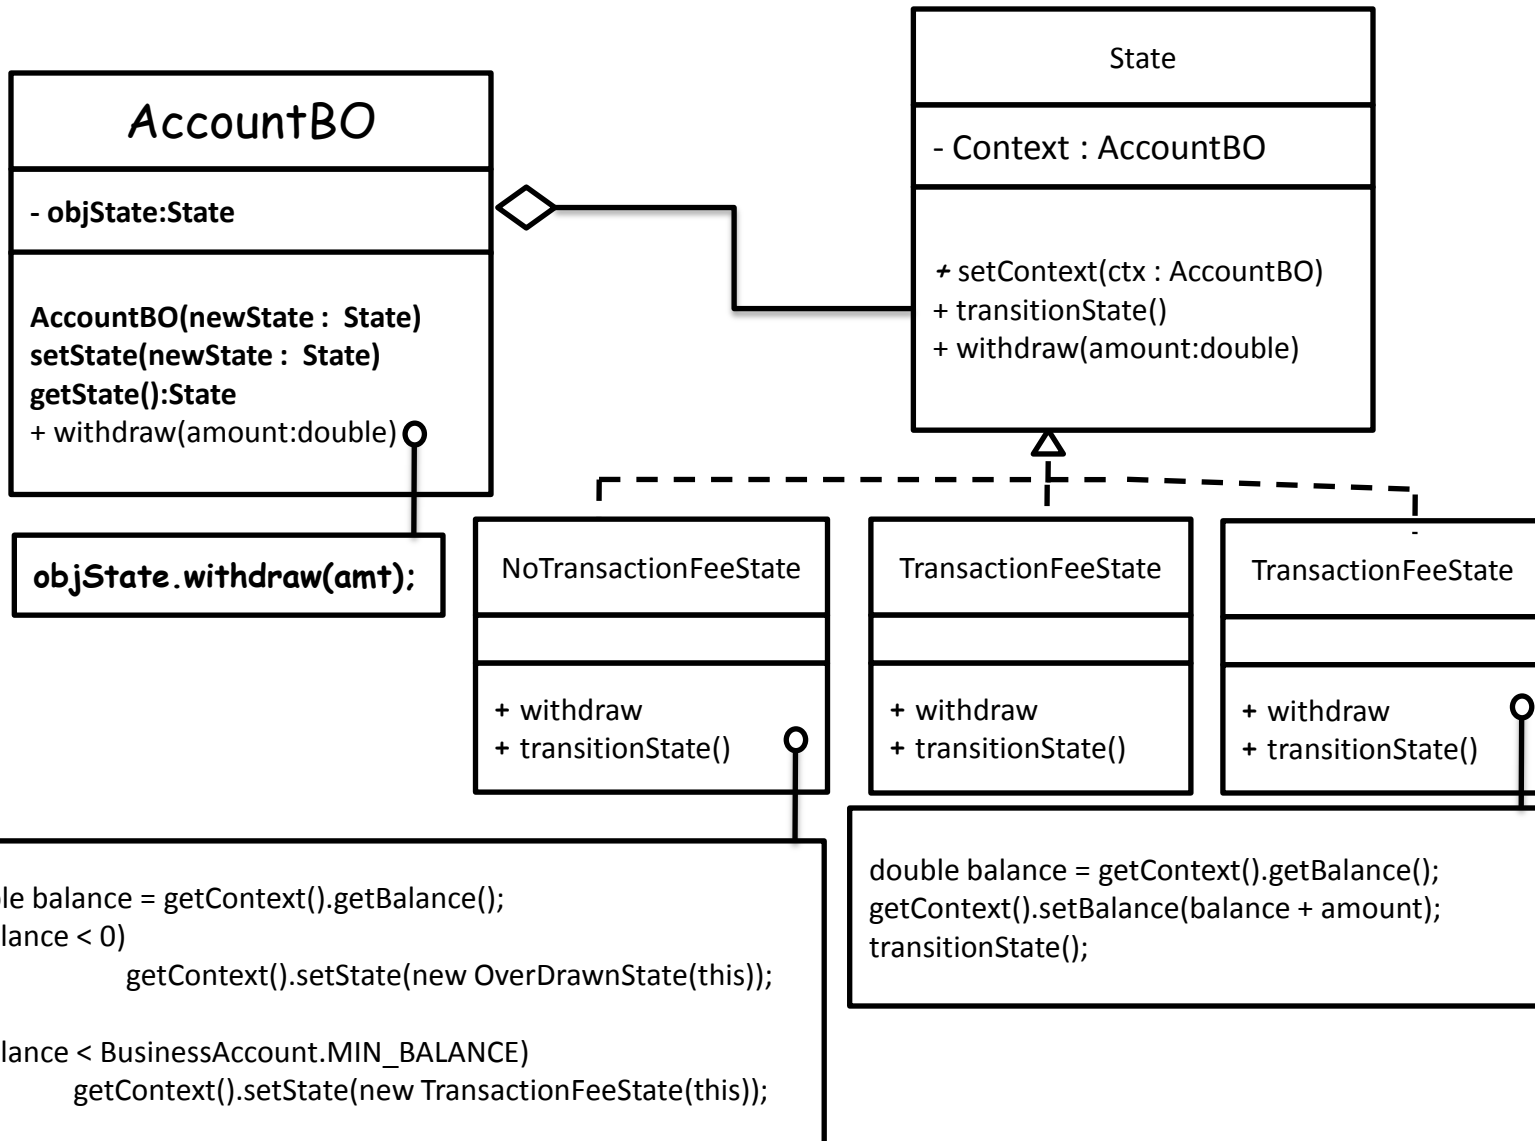 AccountBO
- objState:State
AccountBO(newState : State)
setState(newState : State)
getState():State
+ withdraw(amount:double)
objState.withdraw(amt);
State
- Context : AccountBO
+ setContext(ctx : AccountBO)
+ transitionState()
+ withdraw(amount:double)
NoTransactionFeeState
+ withdraw
+ transitionState()
TransactionFeeState
+ withdraw
+ transitionState()
TransactionFeeState
+ withdraw
+ transitionState()
le balance = getContext().getBalance();
lance < 0)
getContext().setState(new OverDrawnState(this));
lance < BusinessAccount.MIN_BALANCE)
getContext().setState(new TransactionFeeState(this));
double balance = getContext().getBalance();
getContext().setBalance(balance + amount);
transitionState();